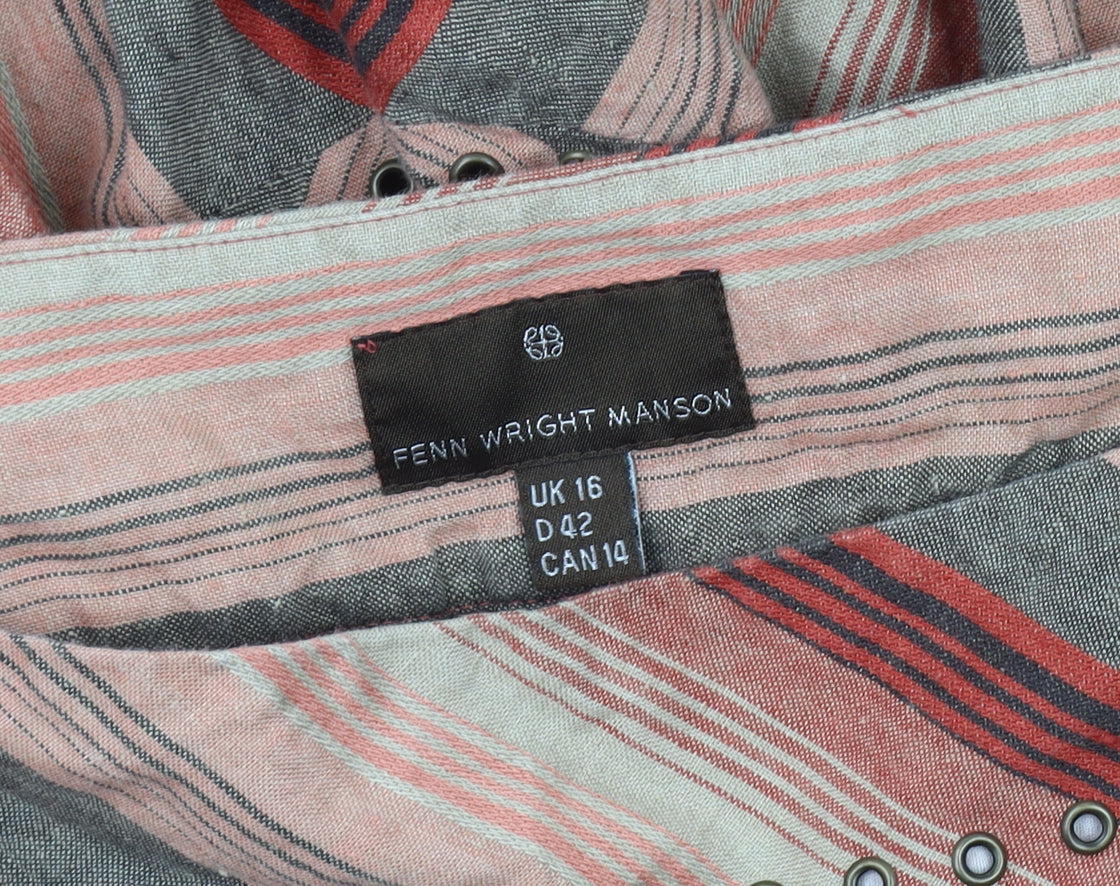 FENN WRIGHT MANSON
UK 16
D 42
CAN 14